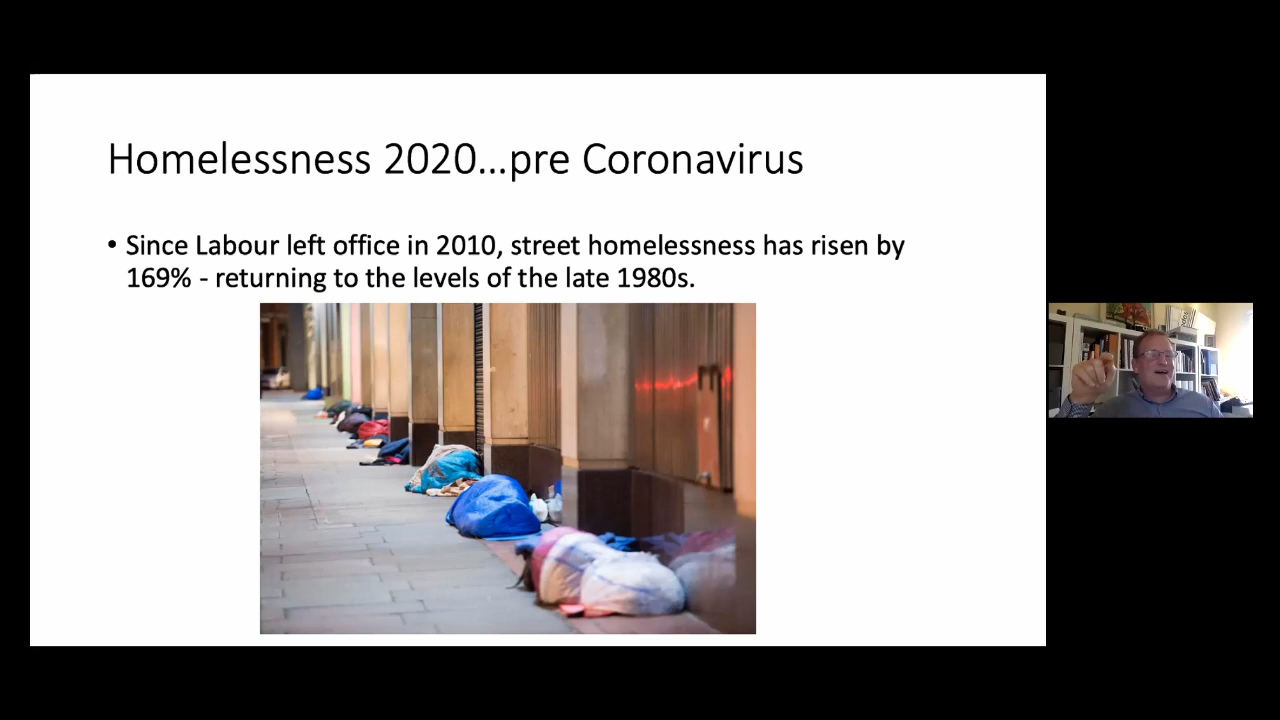 Homelessness 2020...pre Coronavirus
• Since Labour left office in 2010, street homelessness has risen by
169% - returning to the levels of the late 1980s.